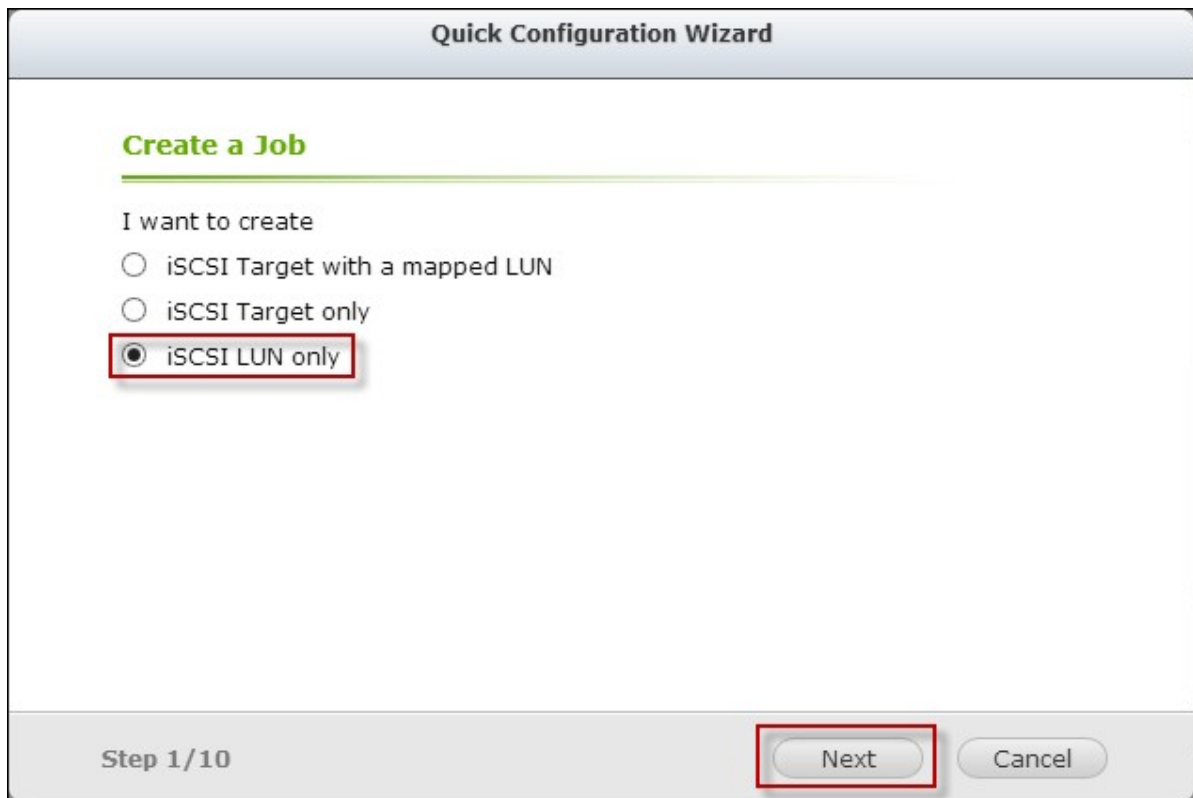 Quick Configuration Wizard
Create a Job
I want to create
iSCSI Target with a mapped LUN
iSCSI Target only
iSCSI LUN only
Step 1/10
Next
Cancel